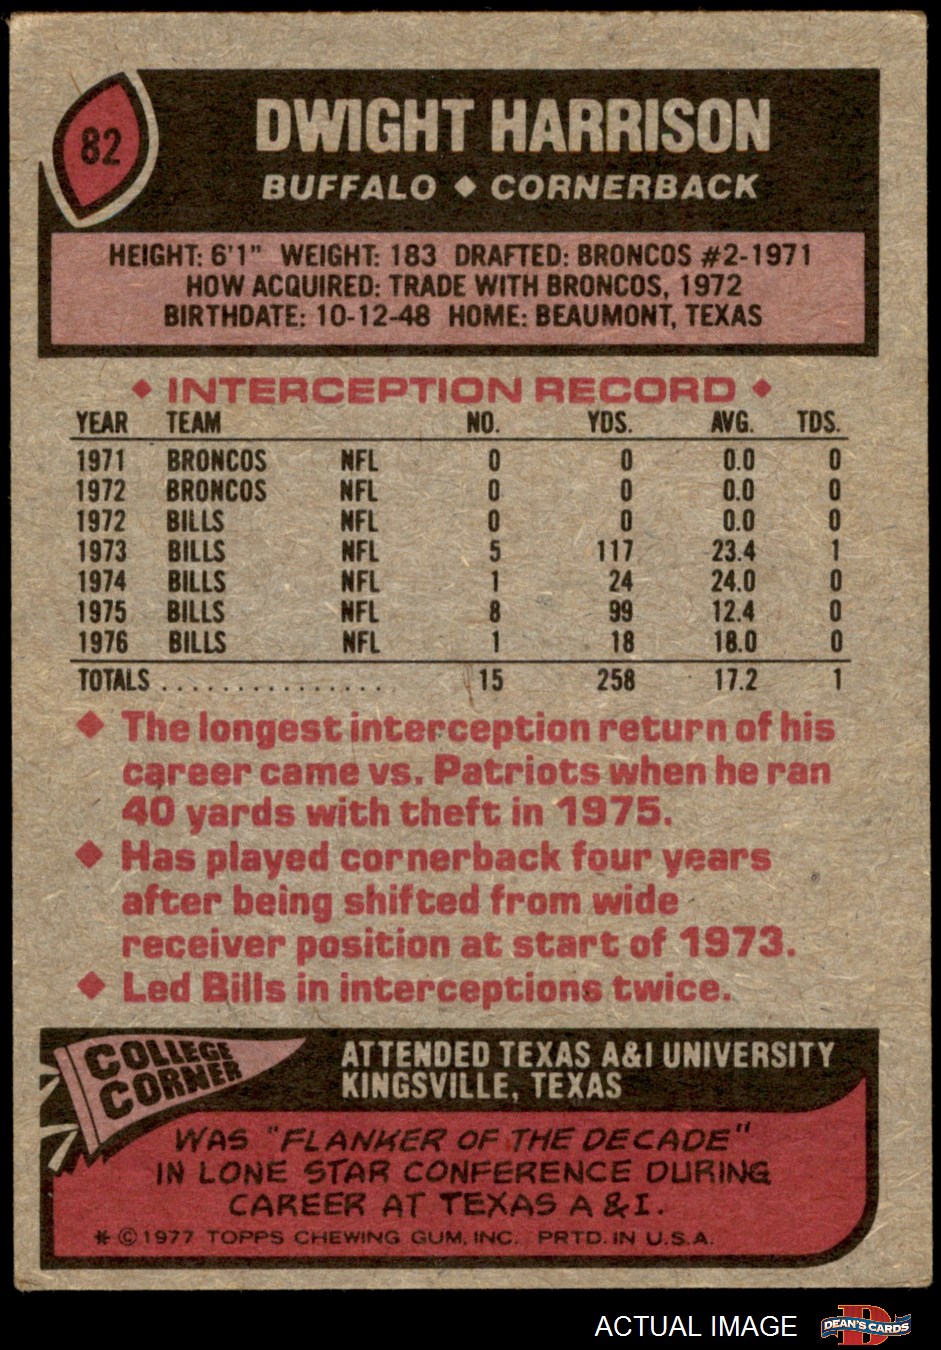 82
DWIGHT HARRISON
BUFFALO ◆ CORNERBACK
HEIGHT: 6'1" WEIGHT: 183 DRAFTED: BRONCOS #2-1971
HOW ACQUIRED: TRADE WITH BRONCOS, 1972
BIRTHDATE: 10-12-48 HOME: BEAUMONT, TEXAS
◆ INTERCEPTION RECORD ◆
YEAR TEAM NO. YDS. AVG. TDS.
1971 BRONCOS NFL 0 0 0.0 0
1972 BRONCOS NFL 0 0 0.0 0
1972 BILLS NFL 0 0 0.0 0
1973 BILLS NFL 5 117 23.4 1
1974 BILLS NFL 1 24 24.0 0
1975 BILLS NFL 8 99 12.4 0
1976 BILLS NFL 1 18 18.0 0
TOTALS ................. 15 258 17.2 1
◆ The longest interception return of his
career came vs. Patriots when he ran
40 yards with theft in 1975.
◆ Has played cornerback four years
after being shifted from wide
receiver position at start of 1973.
◆ Led Bills in interceptions twice.
COLLEGE
CORNER
ATTENDED TEXAS A&I UNIVERSITY
KINGSVILLE, TEXAS
WAS "FLANKER OF THE DECADE"
IN LONE STAR CONFERENCE DURING
CAREER AT TEXAS A & I.
* © 1977 TOPPS CHEWING GUM, INC. PRTD. IN U.S.A.
ACTUAL IMAGE
D
DEAN'S CARDS